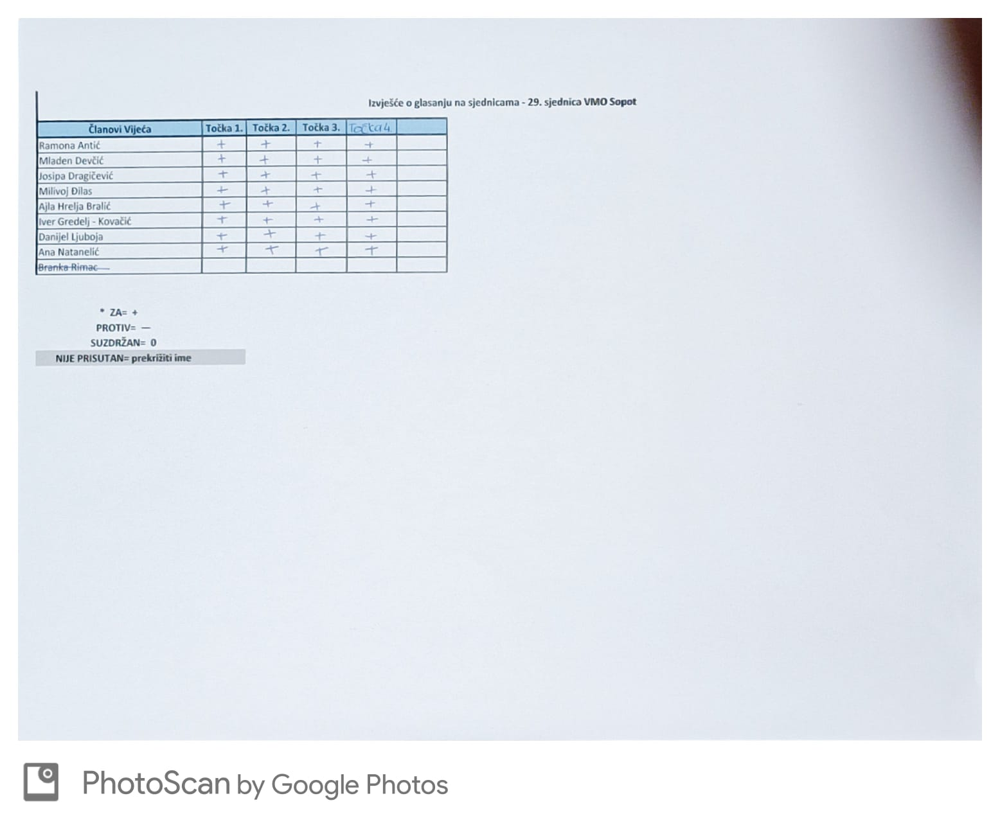 Izvješće o glasanju na sjednicama - 29. sjednica VMO Sopot
Članovi Vijeća Točka 1. Točka 2. Točka 3. Točka 4.
Ramona Antić + + + +
Mladen Devčić + + + +
Josipa Dragičević + + + +
Milivoj Đilas + + + +
Ajla Hrelja Bralić + + + +
Iver Gredelj - Kovačić + + + +
Danijel Ljuboja + + + +
Ana Natanelić + + + +
Branka Rimac
* ZA= +
PROTIV= —
SUZDRŽAN= 0
NIJE PRISUTAN= prekrižiti ime
PhotoScan by Google Photos